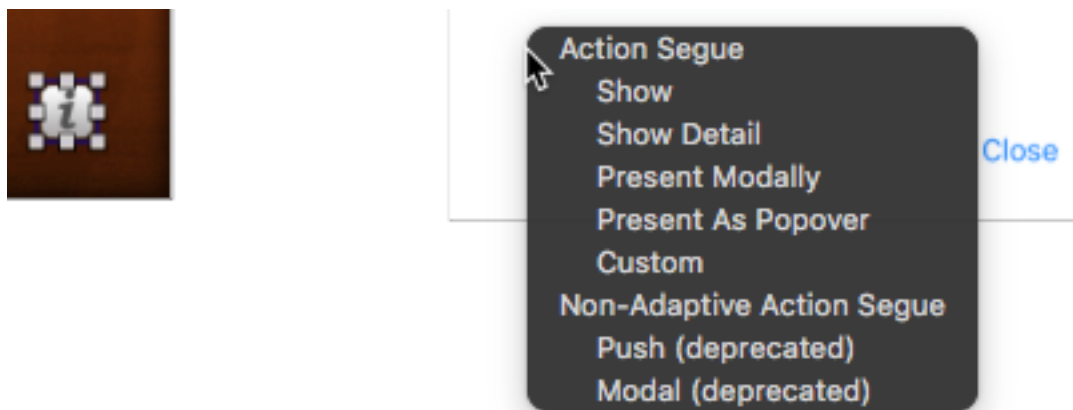 i
Action Segue
Show
Show Detail
Present Modally
Close
Present As Popover
Custom
Non-Adaptive Action Segue
Push (deprecated)
Modal (deprecated)